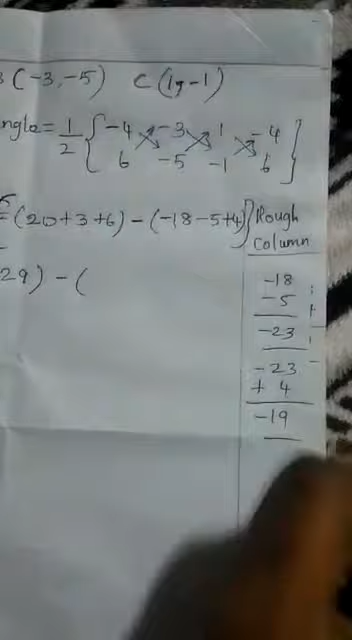 (-3,-5) C(1,-1)
= 1/2 { -4 -3 1 -4
6 -5 -1 6 }
= (20+3+6) - (-18-5+4)} Rough
Column
29) - (
-18
-5
-23
-23
+ 4
-19